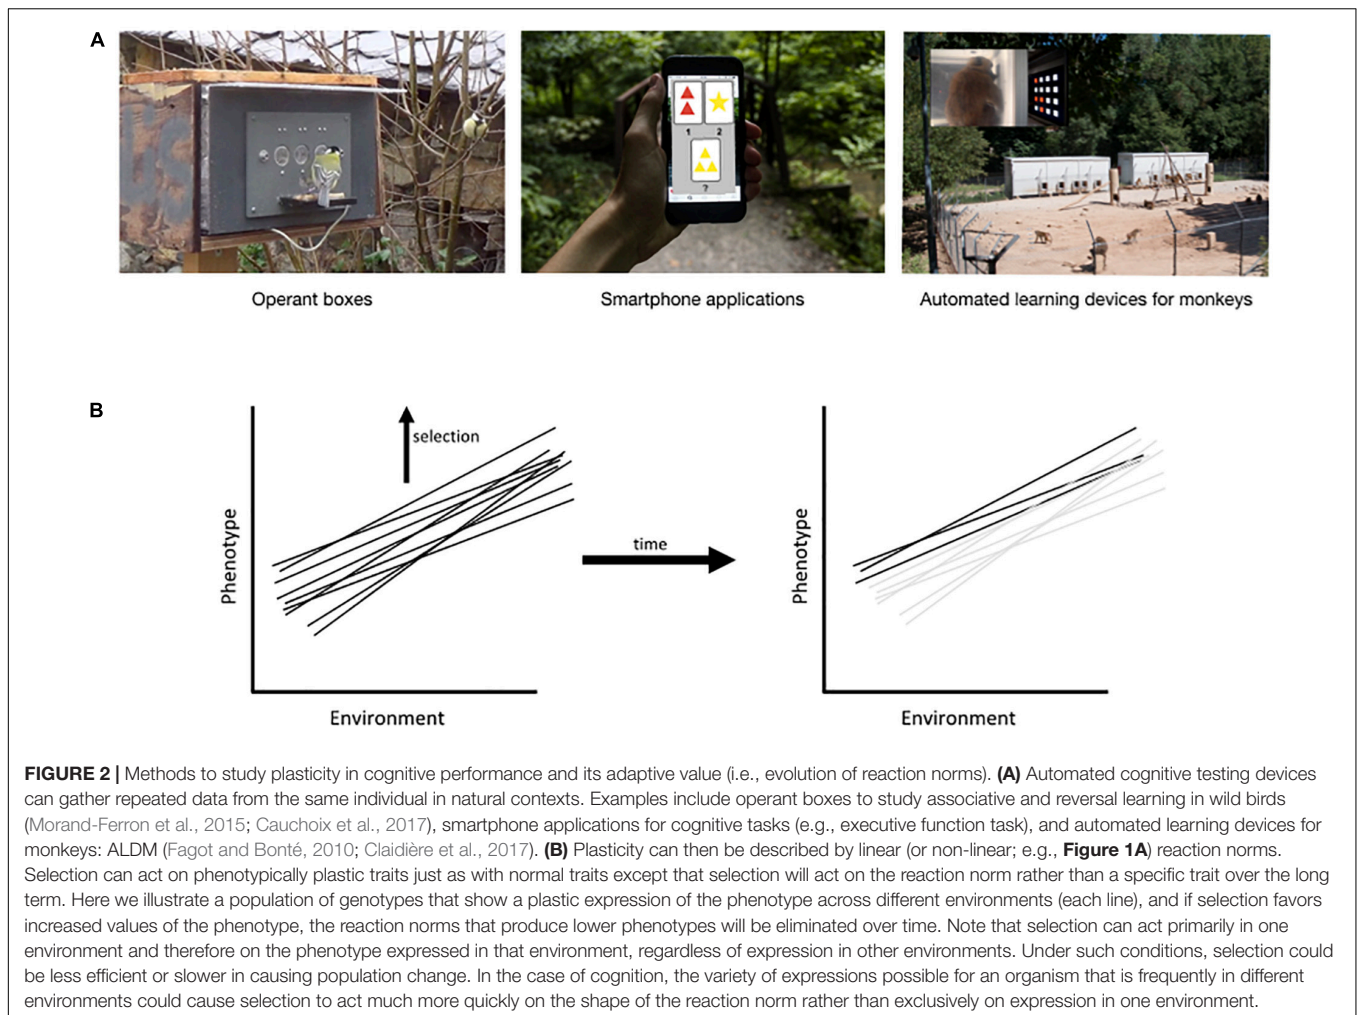 A
1 2
?
Operant boxes
Smartphone applications
Automated learning devices for monkeys
B
selection
Phenotype
Environment
time
Phenotype
Environment
FIGURE 2 | Methods to study plasticity in cognitive performance and its adaptive value (i.e., evolution of reaction norms). (A) Automated cognitive testing devices
can gather repeated data from the same individual in natural contexts. Examples include operant boxes to study associative and reversal learning in wild birds
(Morand-Ferron et al., 2015; Cauchoix et al., 2017), smartphone applications for cognitive tasks (e.g., executive function task), and automated learning devices for
monkeys: ALDM (Fagot and Bonté, 2010; Claidière et al., 2017). (B) Plasticity can then be described by linear (or non-linear; e.g., Figure 1A) reaction norms.
Selection can act on phenotypically plastic traits just as with normal traits except that selection will act on the reaction norm rather than a specific trait over the long
term. Here we illustrate a population of genotypes that show a plastic expression of the phenotype across different environments (each line), and if selection favors
increased values of the phenotype, the reaction norms that produce lower phenotypes will be eliminated over time. Note that selection can act primarily in one
environment and therefore on the phenotype expressed in that environment, regardless of expression in other environments. Under such conditions, selection could
be less efficient or slower in causing population change. In the case of cognition, the variety of expressions possible for an organism that is frequently in different
environments could cause selection to act much more quickly on the shape of the reaction norm rather than exclusively on expression in one environment.